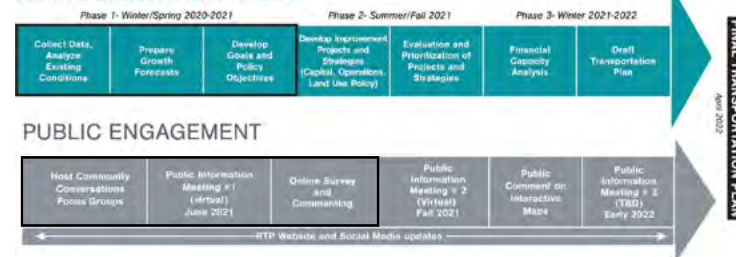 Phase 1- Winter/Spring 2020-2021
Phase 2- Summer/Fall 2021
Phase 3- Winter 2021-2022
Collect Data,
Analyze
Existing
Conditions
Prepare
Growth
Forecasts
Develop
Goals and
Policy
Objectives
Develop Improvement
Projects and
Strategies
(Capital, Operations,
Land Use Policy)
Evaluation and
Prioritization of
Projects and
Strategies
Financial
Capacity
Analysis
Draft
Transportation
Plan
FINAL TRANSPORTATION PLAN
April 2022
PUBLIC ENGAGEMENT
Host Community
Conversations
Focus Groups
Public Information
Meeting #1
(virtual)
June 2021
Online Survey
and
Commenting
Public
Information
Meeting # 2
(Virtual)
Fall 2021
Public
Comment on
Interactive
Maps
Public
Information
Meeting # 3
(TBD)
Early 2022
RTP Website and Social Media updates